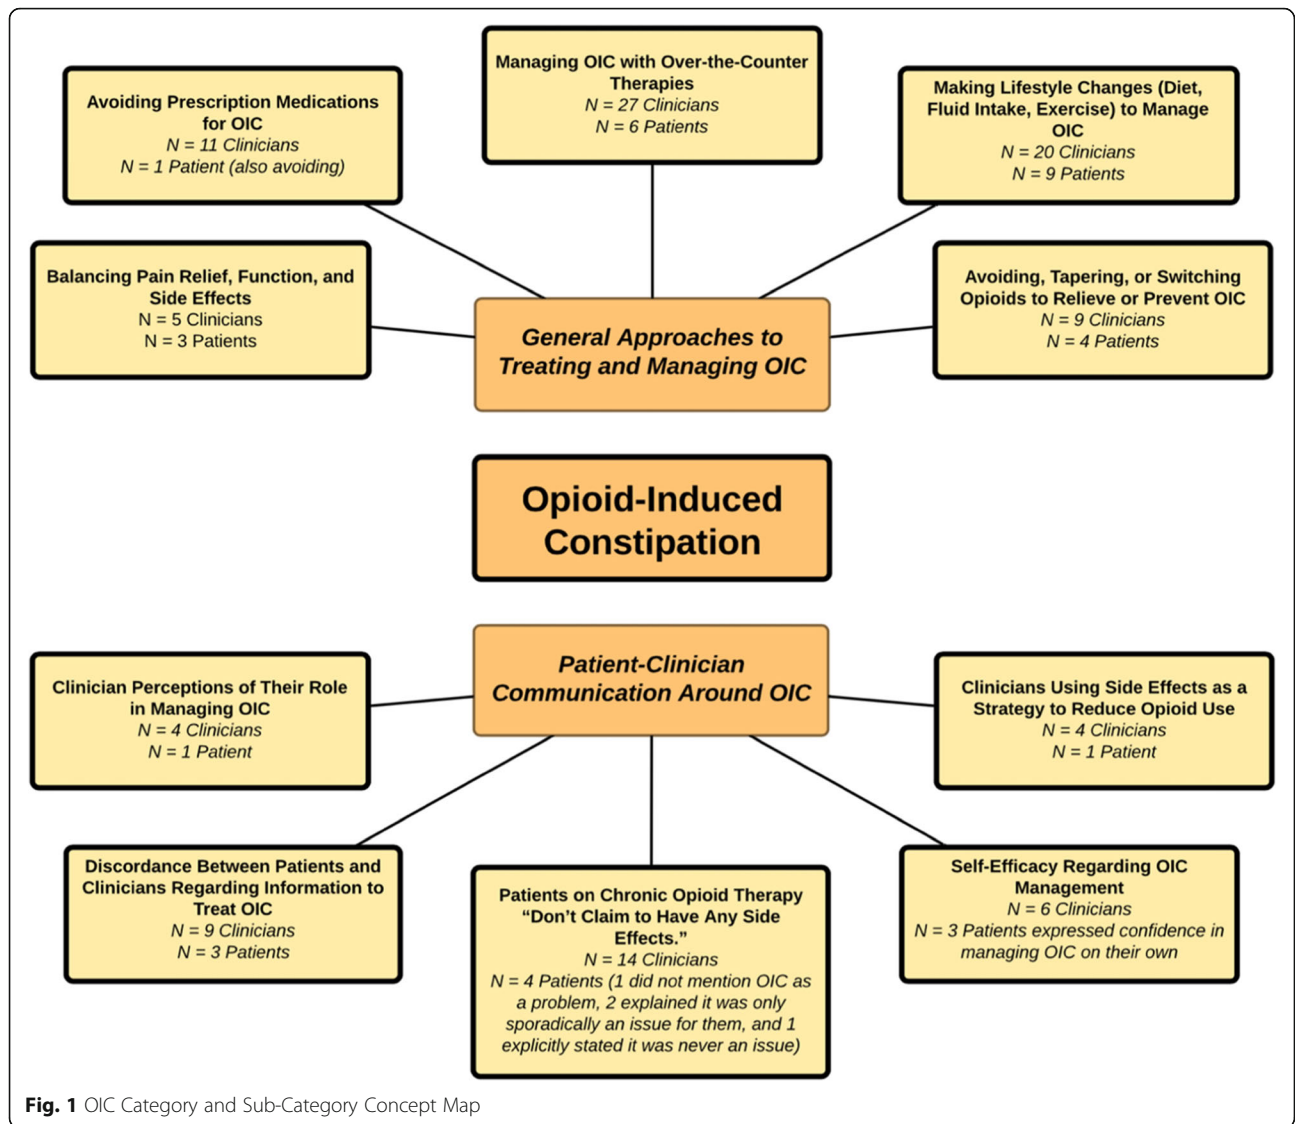 Managing OIC with Over-the-Counter
Therapies
N = 27 Clinicians
N = 6 Patients
Avoiding Prescription Medications
for OIC
N = 11 Clinicians
N = 1 Patient (also avoiding)
Making Lifestyle Changes (Diet,
Fluid Intake, Exercise) to Manage
OIC
N = 20 Clinicians
N = 9 Patients
Balancing Pain Relief, Function, and
Side Effects
N = 5 Clinicians
N = 3 Patients
Avoiding, Tapering, or Switching
Opioids to Relieve or Prevent OIC
N = 9 Clinicians
N = 4 Patients
General Approaches to
Treating and Managing OIC
Opioid-Induced
Constipation
Patient-Clinician
Communication Around OIC
Clinician Perceptions of Their Role
in Managing OIC
N = 4 Clinicians
N = 1 Patient
Clinicians Using Side Effects as a
Strategy to Reduce Opioid Use
N = 4 Clinicians
N = 1 Patient
Discordance Between Patients and
Clinicians Regarding Information to
Treat OIC
N = 9 Clinicians
N = 3 Patients
Patients on Chronic Opioid Therapy
“Don’t Claim to Have Any Side
Effects.”
N = 14 Clinicians
N = 4 Patients (1 did not mention OIC as
a problem, 2 explained it was only
sporadically an issue for them, and 1
explicitly stated it was never an issue)
Self-Efficacy Regarding OIC
Management
N = 6 Clinicians
N = 3 Patients expressed confidence in
managing OIC on their own
Fig. 1 OIC Category and Sub-Category Concept Map